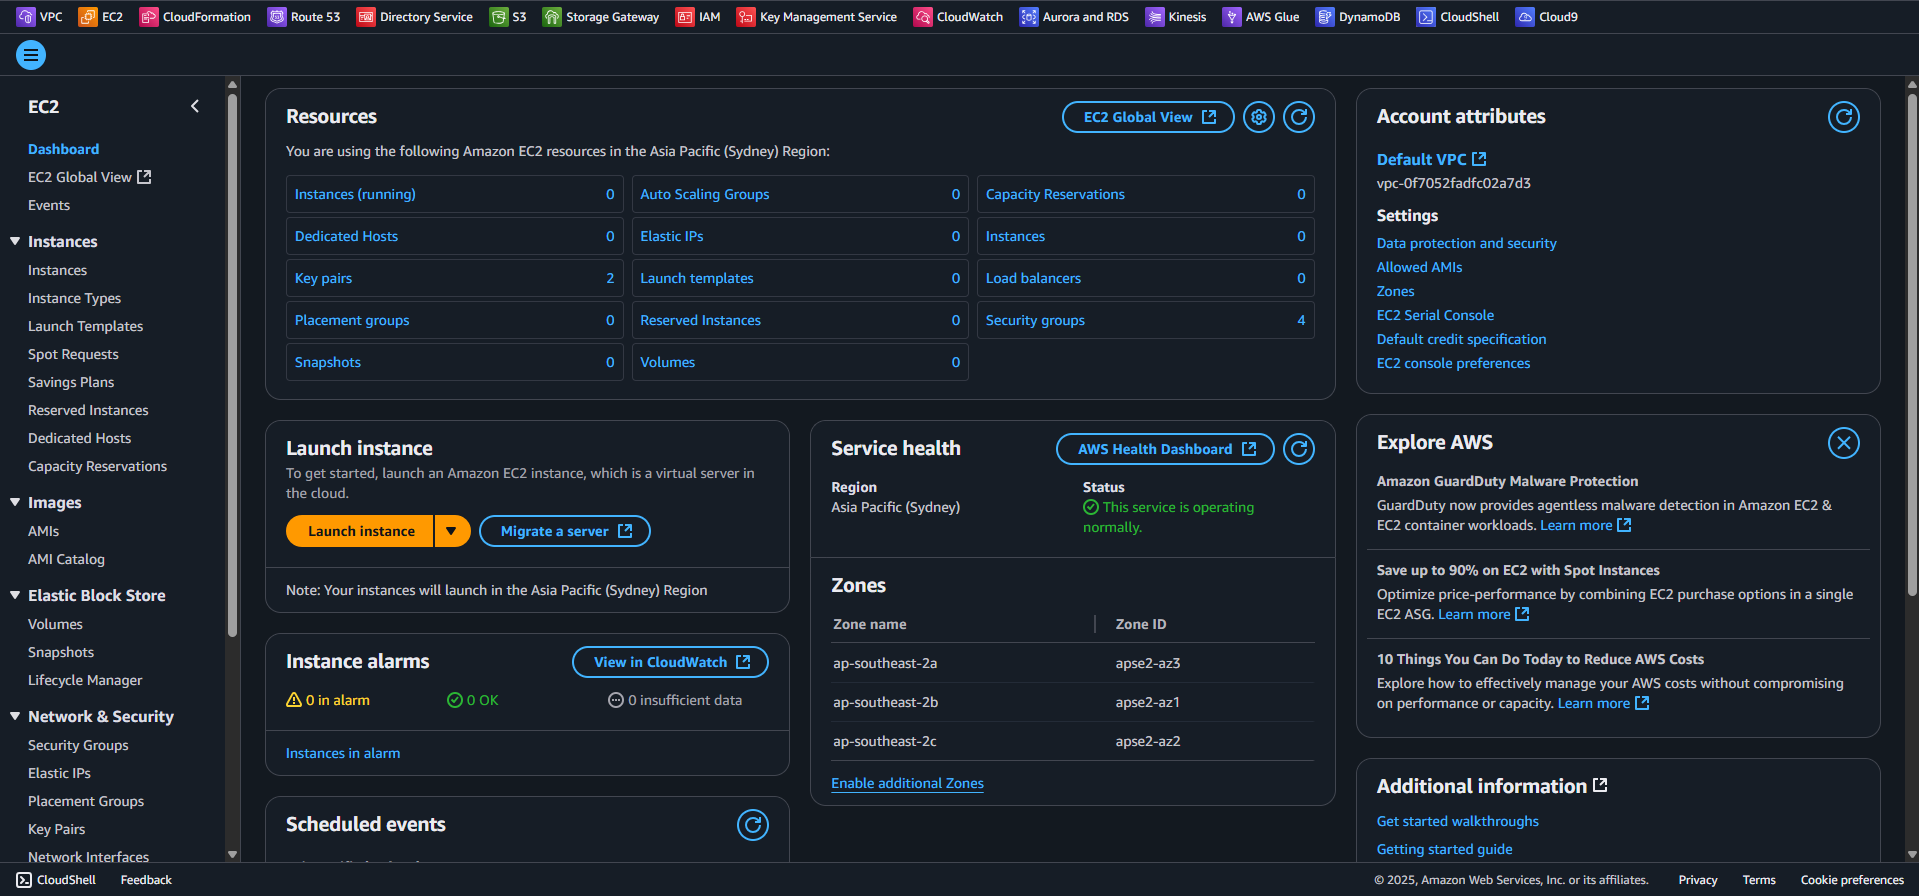 VPC EC2 CloudFormation Route 53 Directory Service S3 Storage Gateway IAM Key Management Service CloudWatch Aurora and RDS Kinesis AWS Glue DynamoDB CloudShell Cloud9
EC2
Dashboard
EC2 Global View
Events
Instances
Instances
Instance Types
Launch Templates
Spot Requests
Savings Plans
Reserved Instances
Dedicated Hosts
Capacity Reservations
Images
AMIs
AMI Catalog
Elastic Block Store
Volumes
Snapshots
Lifecycle Manager
Network & Security
Security Groups
Elastic IPs
Placement Groups
Key Pairs
Network Interfaces
Resources
EC2 Global View
You are using the following Amazon EC2 resources in the Asia Pacific (Sydney) Region:
Instances (running) 0 Auto Scaling Groups 0 Capacity Reservations 0
Dedicated Hosts 0 Elastic IPs 0 Instances 0
Key pairs 2 Launch templates 0 Load balancers 0
Placement groups 0 Reserved Instances 0 Security groups 4
Snapshots 0 Volumes 0
Launch instance
To get started, launch an Amazon EC2 instance, which is a virtual server in
the cloud.
Launch instance Migrate a server
Note: Your instances will launch in the Asia Pacific (Sydney) Region
Instance alarms
View in CloudWatch
0 in alarm 0 OK 0 insufficient data
Instances in alarm
Scheduled events
Service health
AWS Health Dashboard
Region
Asia Pacific (Sydney)
Status
This service is operating
normally.
Zones
Zone name Zone ID
ap-southeast-2a apse2-az3
ap-southeast-2b apse2-az1
ap-southeast-2c apse2-az2
Enable additional Zones
Account attributes
Default VPC
vpc-0f7052fadfc02a7d3
Settings
Data protection and security
Allowed AMIs
Zones
EC2 Serial Console
Default credit specification
EC2 console preferences
Explore AWS
Amazon GuardDuty Malware Protection
GuardDuty now provides agentless malware detection in Amazon EC2 &
EC2 container workloads. Learn more
Save up to 90% on EC2 with Spot Instances
Optimize price-performance by combining EC2 purchase options in a single
EC2 ASG. Learn more
10 Things You Can Do Today to Reduce AWS Costs
Explore how to effectively manage your AWS costs without compromising
on performance or capacity. Learn more
Additional information
Get started walkthroughs
Getting started guide
CloudShell Feedback © 2025, Amazon Web Services, Inc. or its affiliates. Privacy Terms Cookie preferences